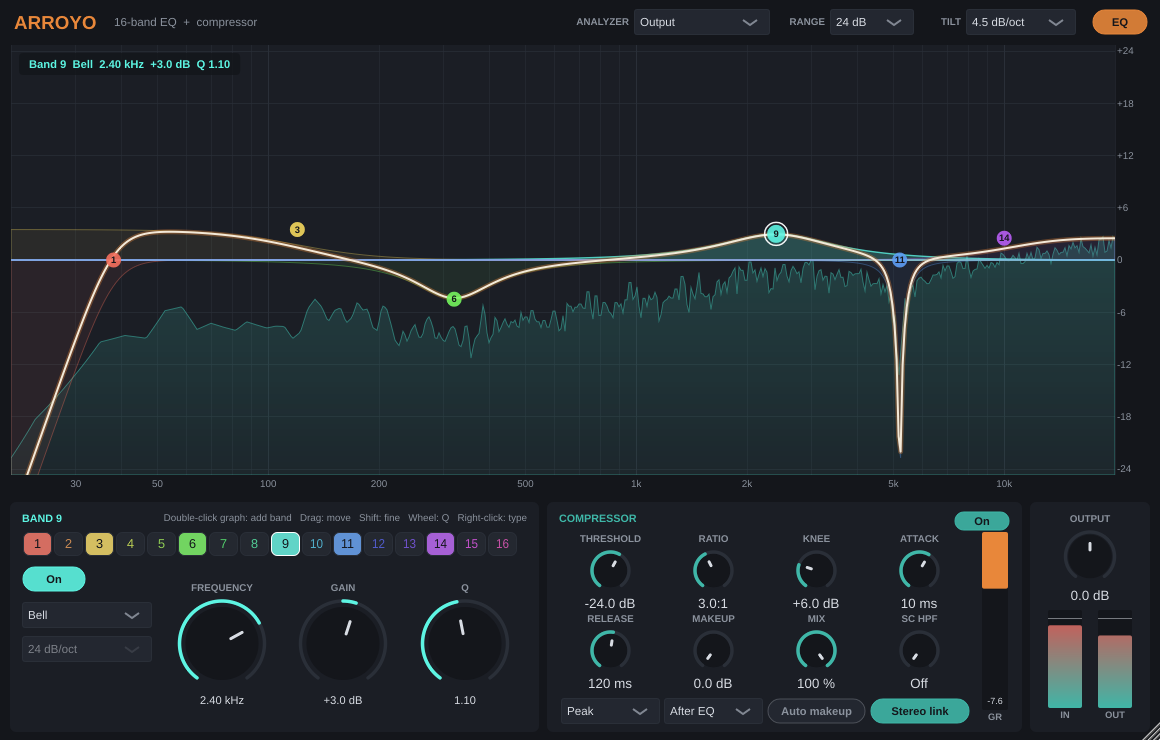 ARROYO 16-band EQ + compressor ANALYZER Output RANGE 24 dB TILT 4.5 dB/oct EQ
Band 9 Bell 2.40 kHz +3.0 dB Q 1.10
+24
+18
+12
+6
0
-6
-12
-18
-24
3
9
14
1
11
6
30 50 100 200 500 1k 2k 5k 10k
BAND 9 Double-click graph: add band Drag: move Shift: fine Wheel: Q Right-click: type
1 2 3 4 5 6 7 8 9 10 11 12 13 14 15 16
On
Bell
24 dB/oct
FREQUENCY GAIN Q
2.40 kHz +3.0 dB 1.10
COMPRESSOR On
THRESHOLD RATIO KNEE ATTACK
-24.0 dB 3.0:1 +6.0 dB 10 ms
RELEASE MAKEUP MIX SC HPF
120 ms 0.0 dB 100 % Off
Peak After EQ Auto makeup Stereo link
-7.6
GR
OUTPUT
0.0 dB
IN OUT